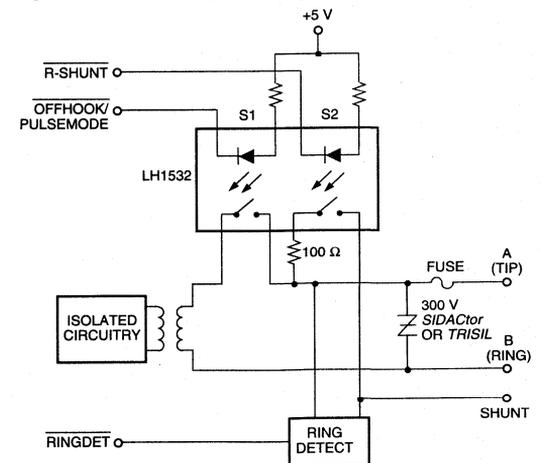 +5 V
R-SHUNT
OFFHOOK/
PULSEMODE
S1
S2
LH1532
100 Ω
FUSE
A
(TIP)
300 V
SIDACtor
OR TRISIL
ISOLATED
CIRCUITRY
B
(RING)
SHUNT
RINGDET
RING
DETECT